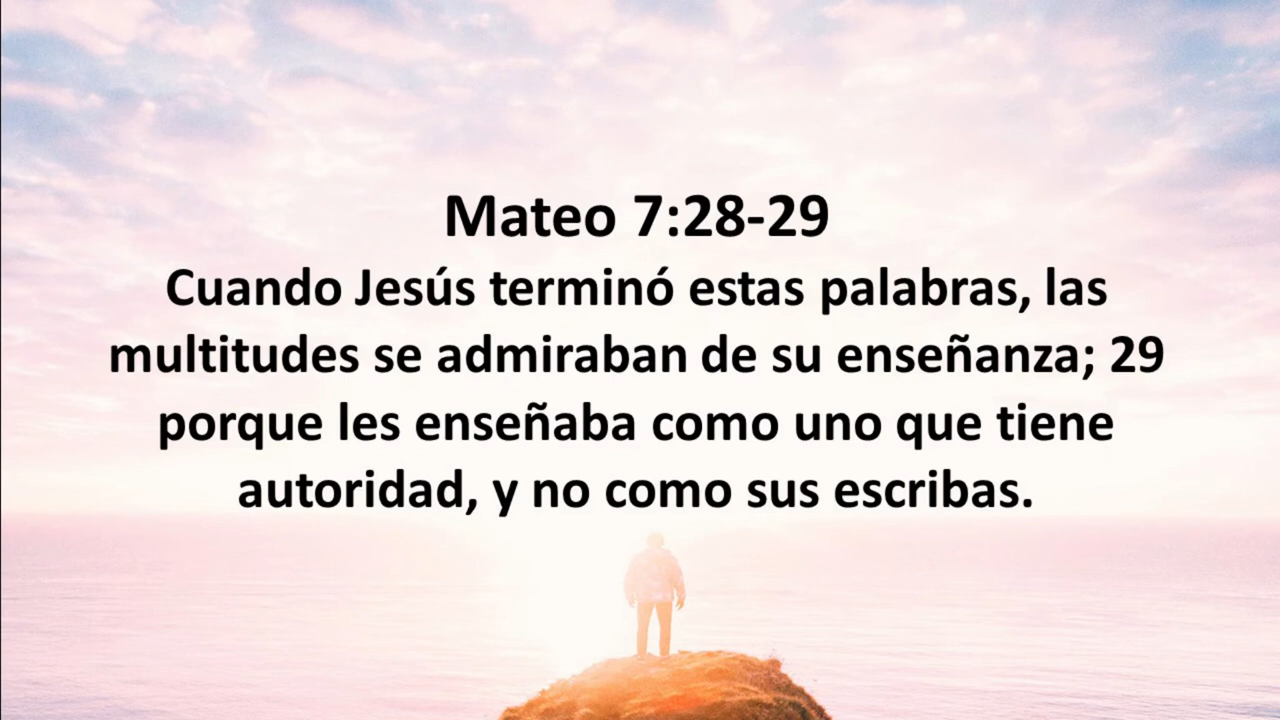 Mateo 7:28-29
Cuando Jesús terminó estas palabras, las
multitudes se admiraban de su enseñanza; 29
porque les enseñaba como uno que tiene
autoridad, y no como sus escribas.